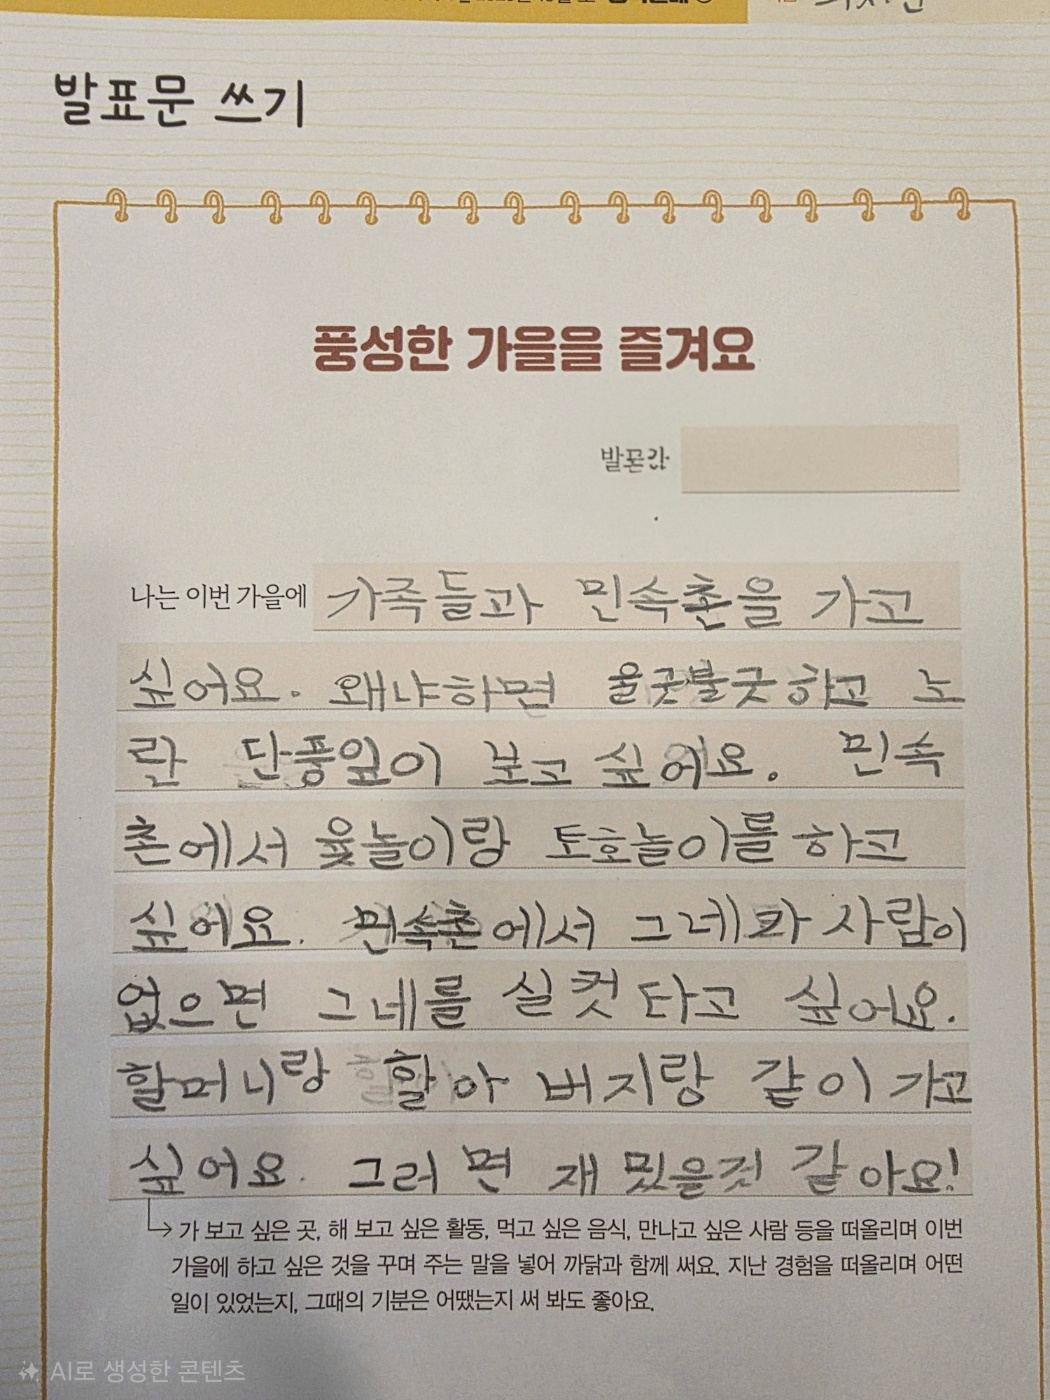 발표문 쓰기
풍성한 가을을 즐겨요
나는 이번 가을에 가족들과 민속촌을 가고
싶어요. 왜냐하면 울긋불긋하고 노
란 단풍잎이 보고 싶어요. 민속
촌에서 윷놀이랑 토호놀이를 하고
싶어요. 민속촌에서 그네 사람이
없으면 그네를 실컷 타고 싶어요.
할머니랑 할아버지랑 같이 가고
싶어요. 그러면 재밌을것 같아요!
가 보고 싶은 곳, 해 보고 싶은 활동, 먹고 싶은 음식, 만나고 싶은 사람 등을 떠올리며 이번
가을에 하고 싶은 것을 꾸며 주는 말을 넣어 까닭과 함께 써요. 지난 경험을 떠올리며 어떤
일이 있었는지, 그때의 기분은 어땠는지 써 봐도 좋아요.
AI로 생성한 콘텐츠